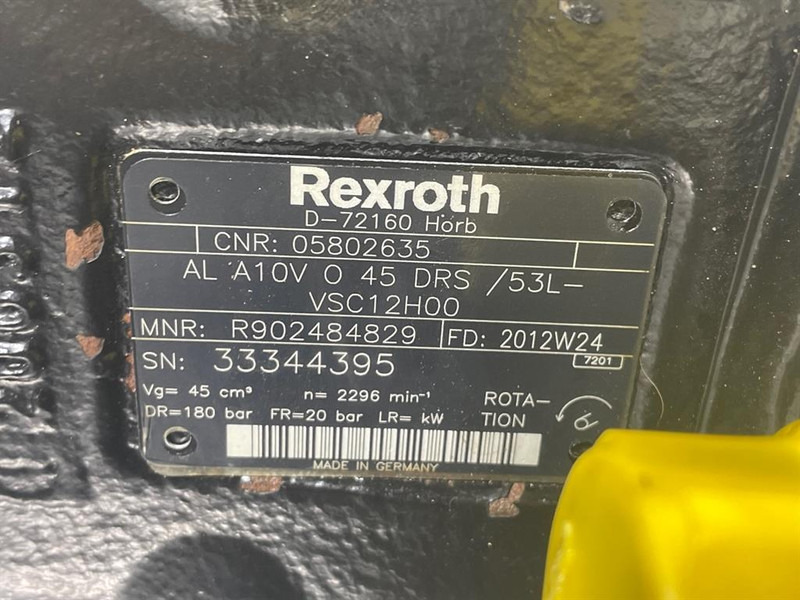 Rexroth
D-72160 Horb
CNR: 05802635
AL A10V O 45 DRS /53L-
VSC12H00
MNR: R902484829 FD: 2012W24
SN: 33344395 7201
Vg= 45 cm³ n= 2296 min⁻¹ ROTA-
DR=180 bar FR=20 bar LR= kW TION
MADE IN GERMANY